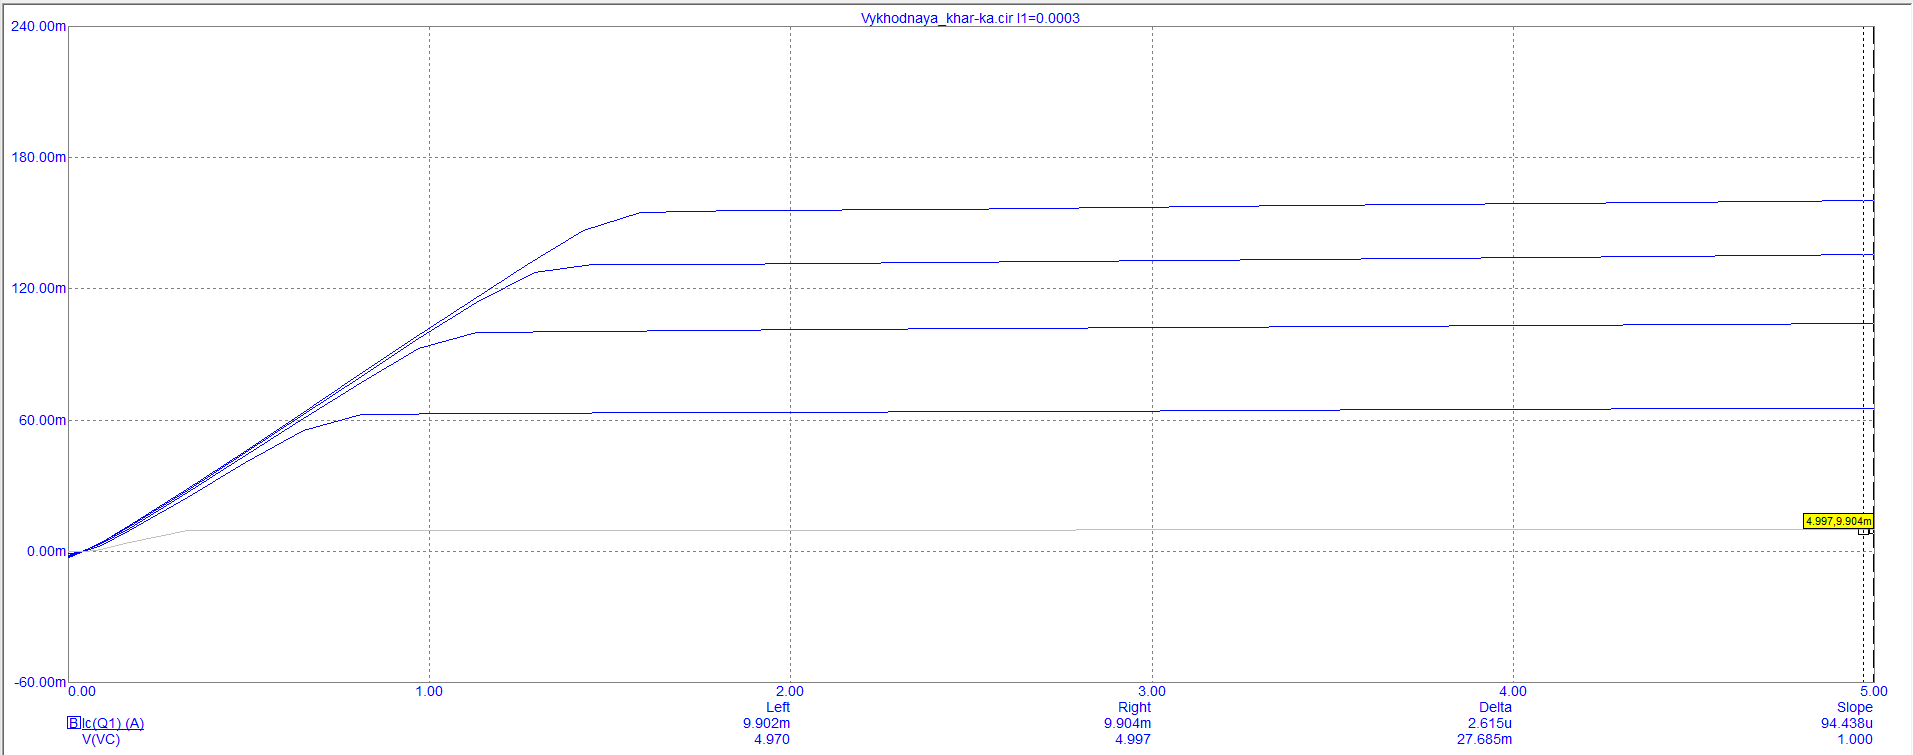 Vykhodnaya_khar-ka.cir I1=0.0003
240.00m
180.00m
120.00m
60.00m
0.00m
-60.00m
4.997,9.904m
0.00 1.00 2.00 3.00 4.00 5.00
Left Right Delta Slope
B Ic(Q1) (A) 9.902m 9.904m 2.615u 94.438u
V(VC) 4.970 4.997 27.685m 1.000